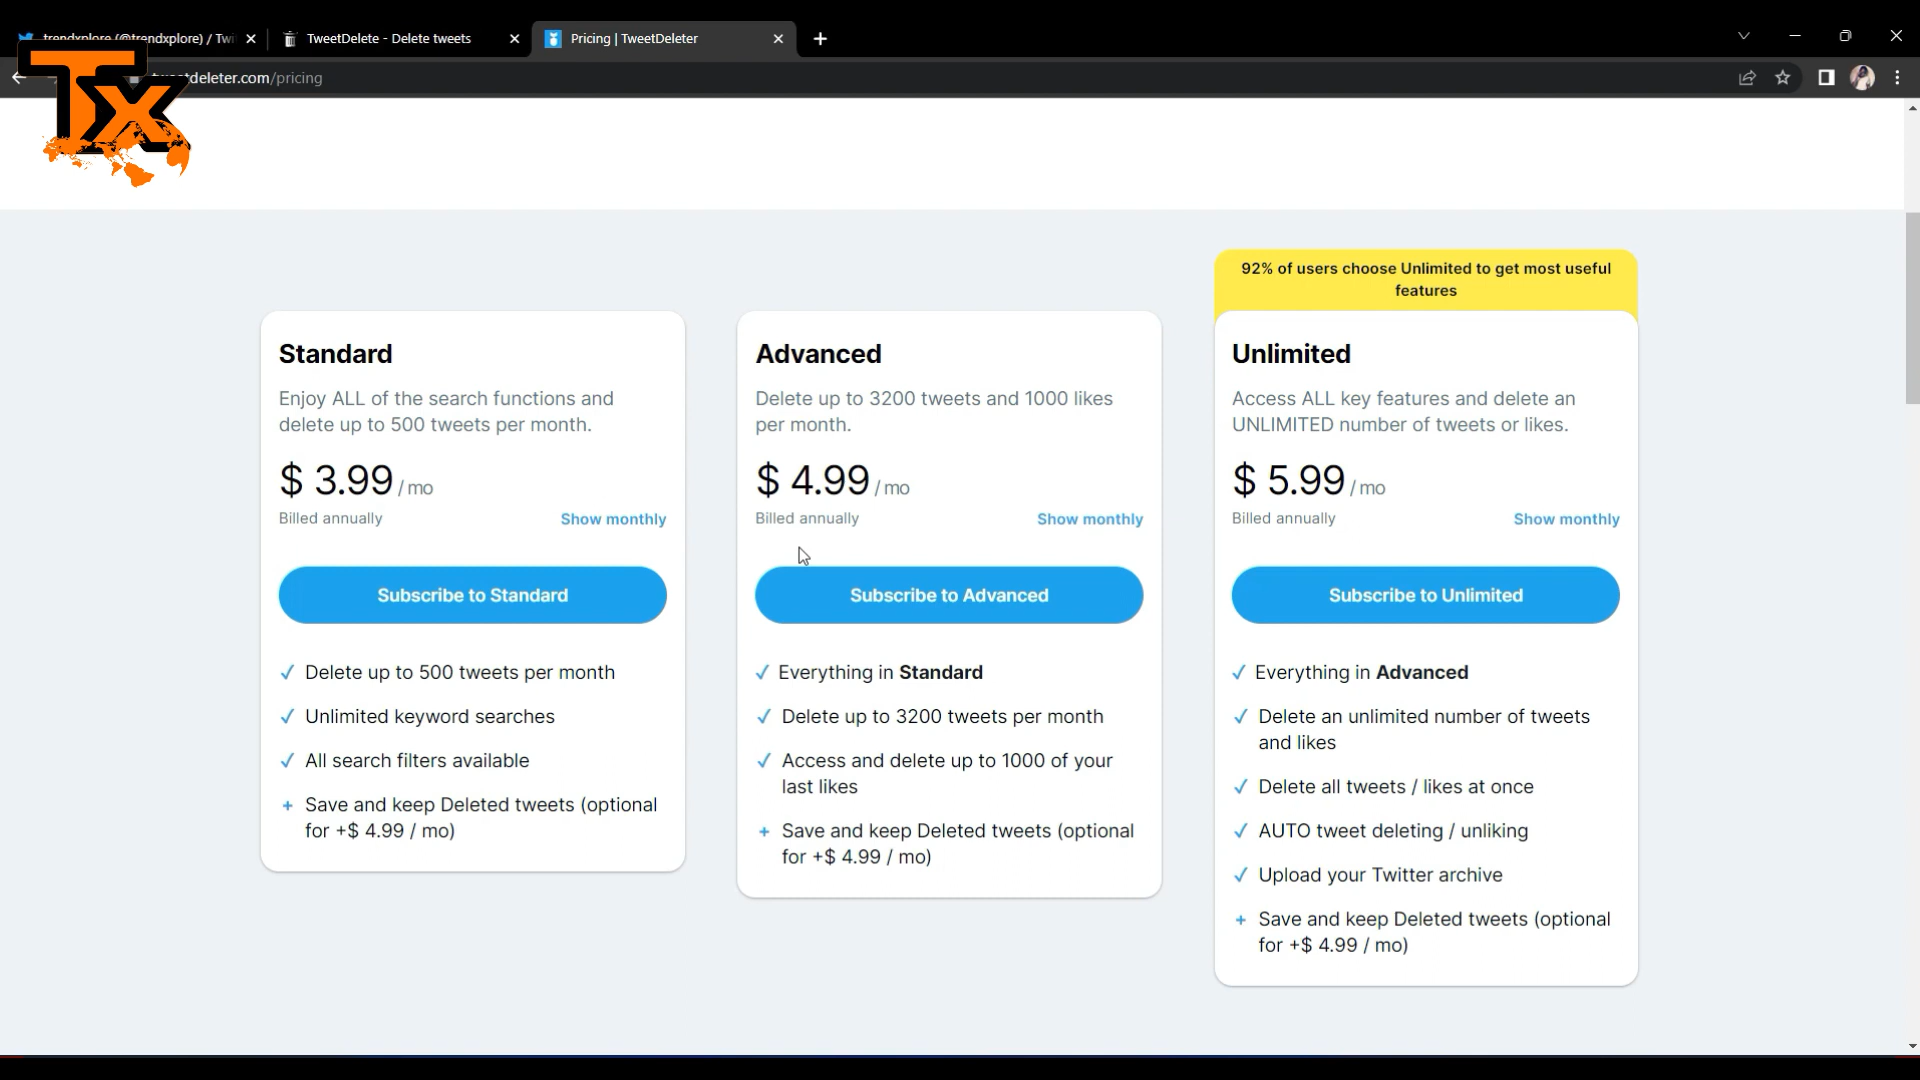 trendxplore (@trendxplore) / Twi
TweetDelete - Delete tweets
Pricing | TweetDeleter
tweetdeleter.com/pricing
Tx
92% of users choose Unlimited to get most useful
features
Standard
Enjoy ALL of the search functions and
delete up to 500 tweets per month.
$ 3.99 / mo
Billed annually
Show monthly
Subscribe to Standard
✓ Delete up to 500 tweets per month
✓ Unlimited keyword searches
✓ All search filters available
+ Save and keep Deleted tweets (optional
for +$ 4.99 / mo)
Advanced
Delete up to 3200 tweets and 1000 likes
per month.
$ 4.99 / mo
Billed annually
Show monthly
Subscribe to Advanced
✓ Everything in Standard
✓ Delete up to 3200 tweets per month
✓ Access and delete up to 1000 of your
last likes
+ Save and keep Deleted tweets (optional
for +$ 4.99 / mo)
Unlimited
Access ALL key features and delete an
UNLIMITED number of tweets or likes.
$ 5.99 / mo
Billed annually
Show monthly
Subscribe to Unlimited
✓ Everything in Advanced
✓ Delete an unlimited number of tweets
and likes
✓ Delete all tweets / likes at once
✓ AUTO tweet deleting / unliking
✓ Upload your Twitter archive
+ Save and keep Deleted tweets (optional
for +$ 4.99 / mo)